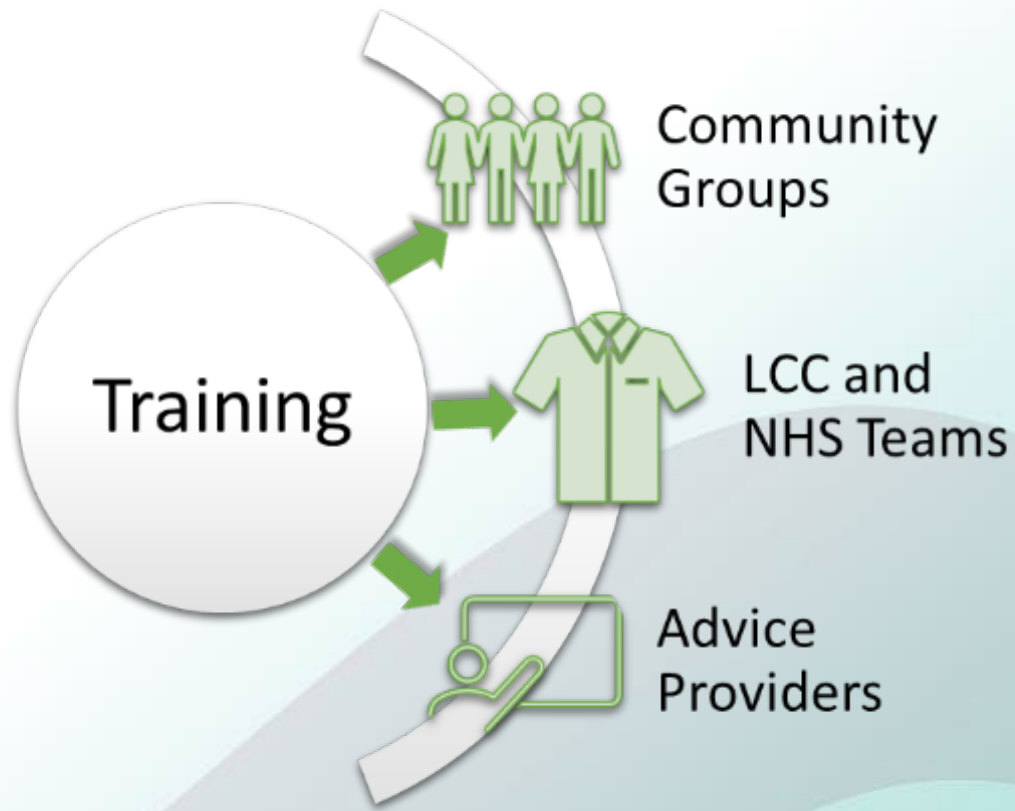 Community
Groups
Training
LCC and
NHS Teams
Advice
Providers